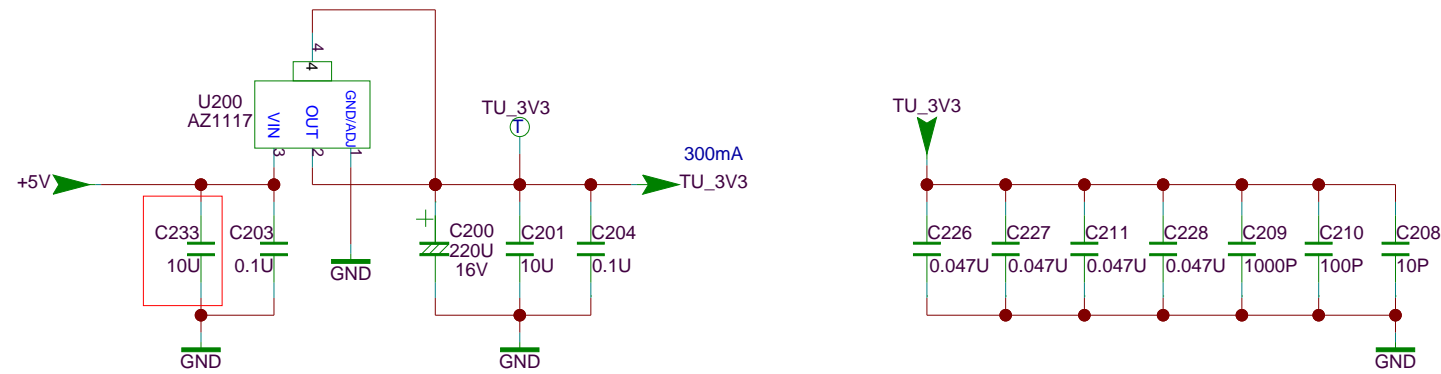 4
4
U200
AZ1117
VIN
OUT
GND/ADJ
3
2
1
TU_3V3
T
300mA
+5V
TU_3V3
C233
10U
C203
0.1U
GND
+
C200
220U
16V
C201
10U
C204
0.1U
GND
GND
TU_3V3
C226
0.047U
C227
0.047U
C211
0.047U
C228
0.047U
C209
1000P
C210
100P
C208
10P
GND